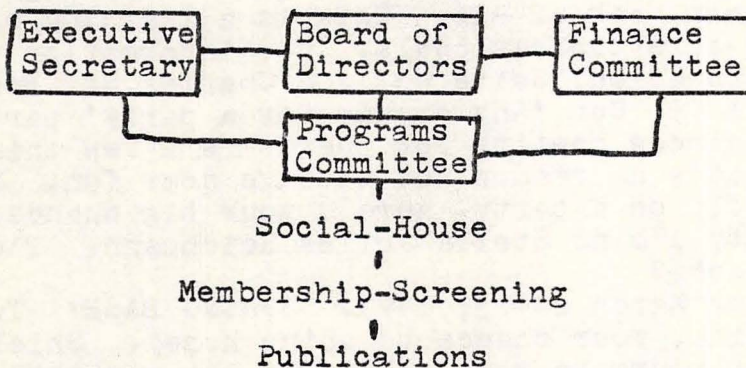 Executive Secretary
Board of Directors
Finance Committee
Programs Committee
Social-House
Membership-Screening
Publications